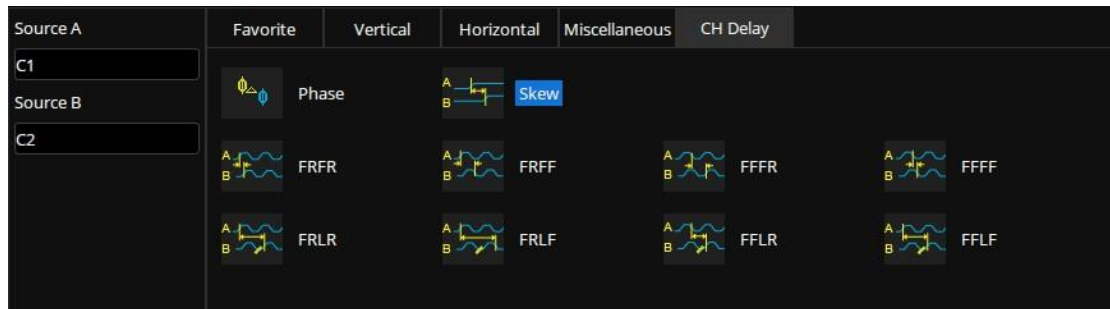 Source A
C1
Source B
C2
Favorite Vertical Horizontal Miscellaneous CH Delay
Phase A B Skew
A B FRFR A B FRFF A B FFFR A B FFFF
A B FRLR A B FRLF A B FFLR A B FFLF